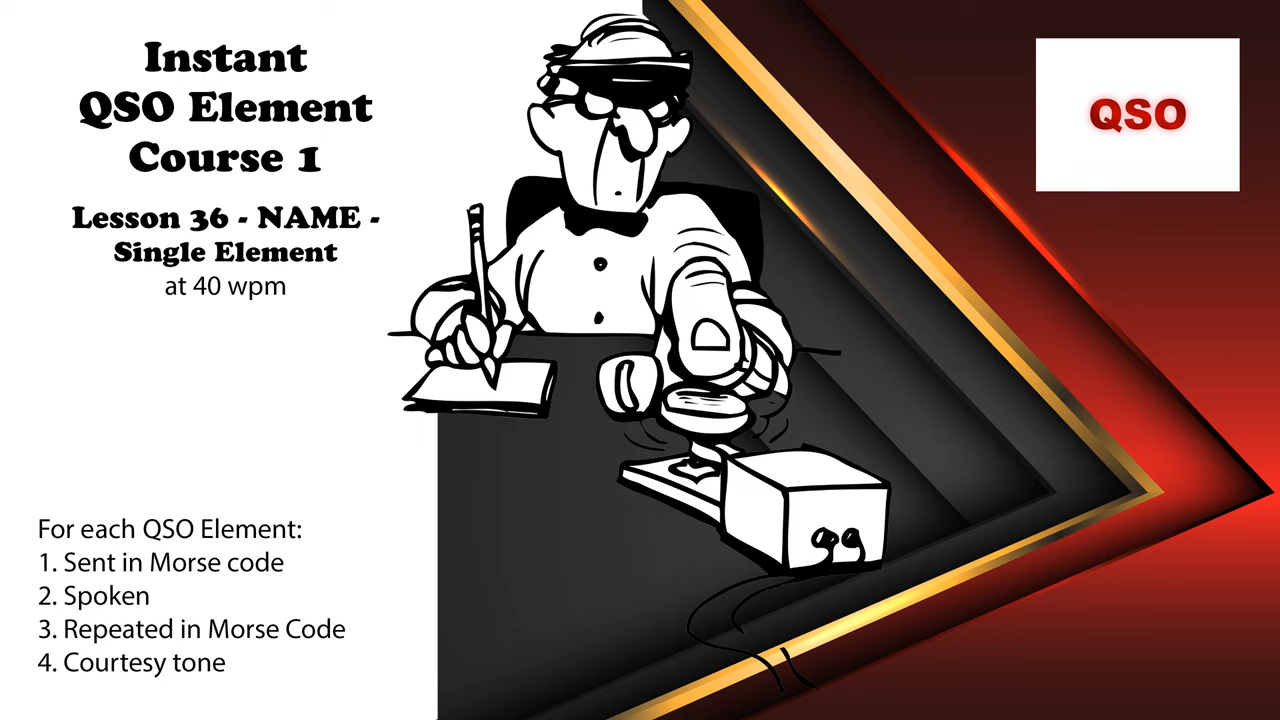 Instant
QSO Element
Course 1
Lesson 36 - NAME -
Single Element
at 40 wpm
QSO
For each QSO Element:
1. Sent in Morse code
2. Spoken
3. Repeated in Morse Code
4. Courtesy tone